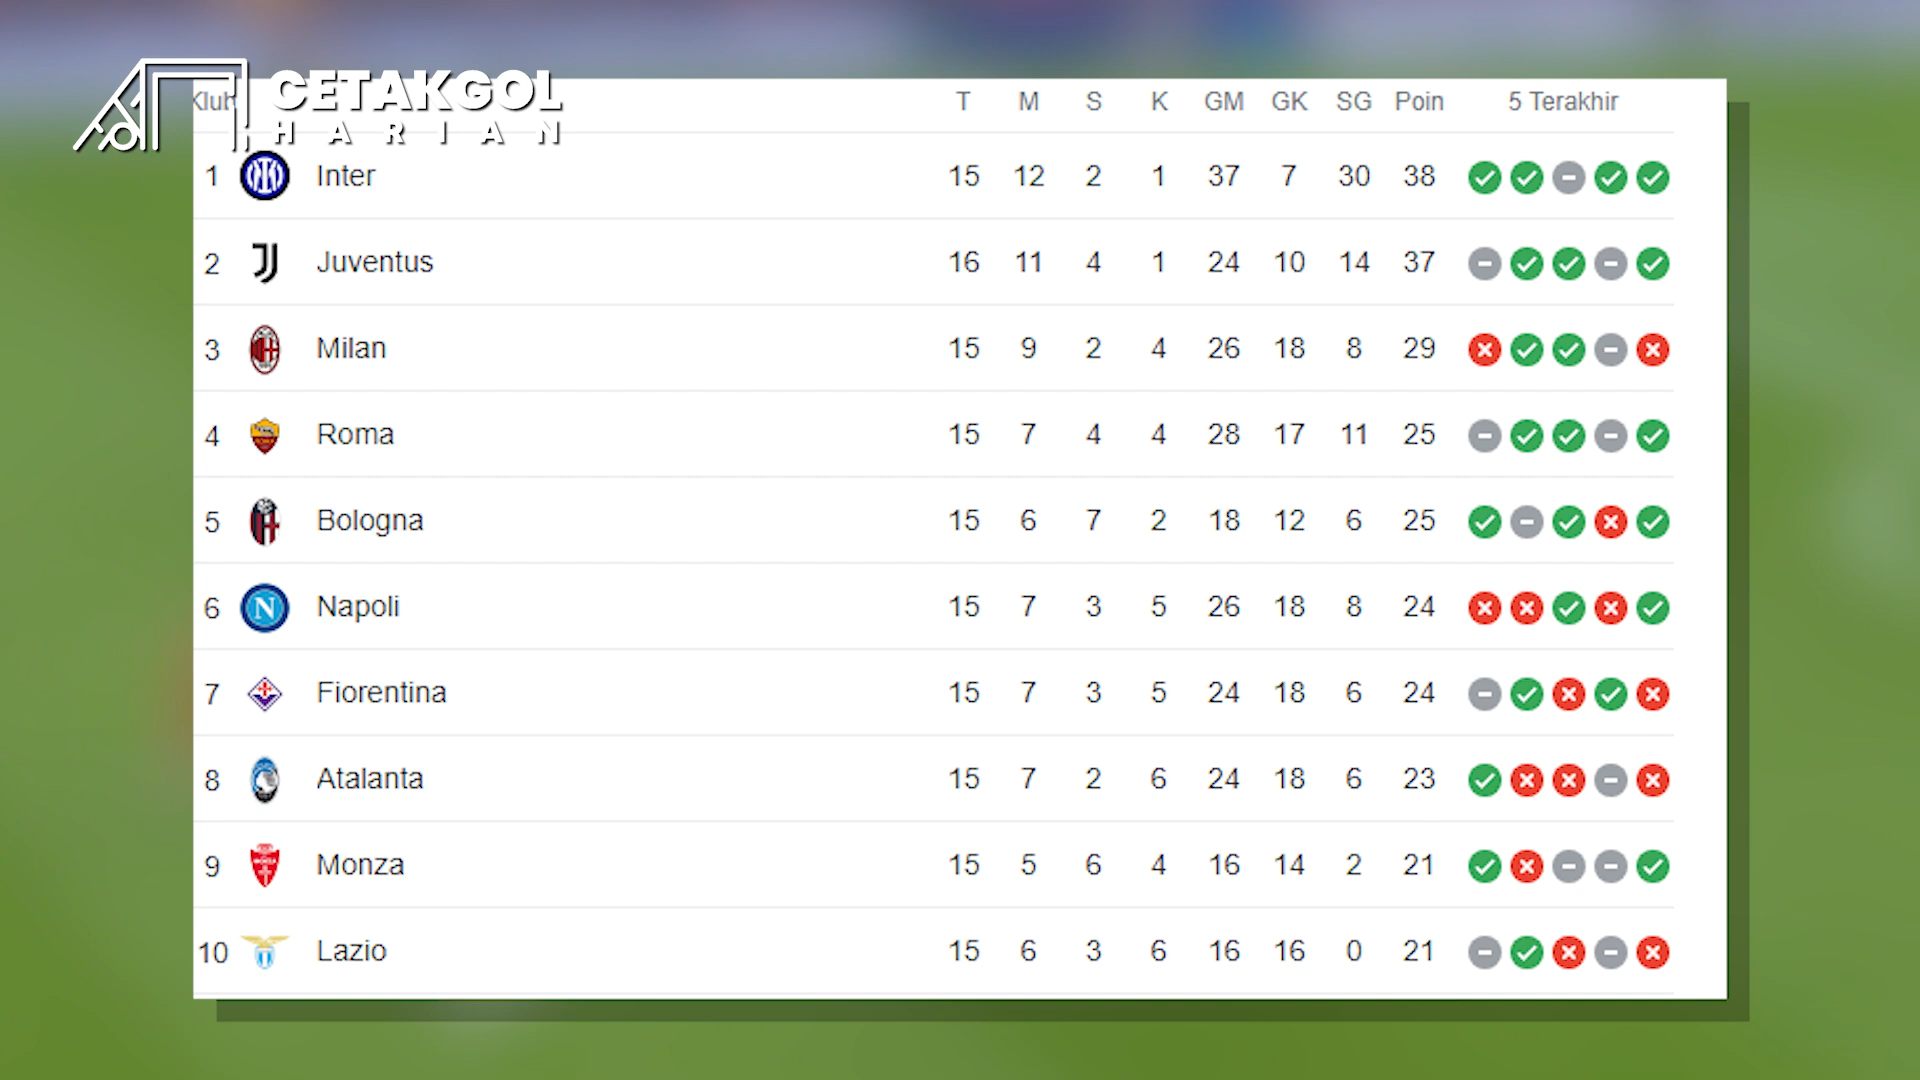 CETAKGOL
HARIAN
Klub T M S K GM GK SG Poin 5 Terakhir
1 Inter 15 12 2 1 37 7 30 38
2 Juventus 16 11 4 1 24 10 14 37
3 Milan 15 9 2 4 26 18 8 29
4 Roma 15 7 4 4 28 17 11 25
5 Bologna 15 6 7 2 18 12 6 25
6 N Napoli 15 7 3 5 26 18 8 24
7 Fiorentina 15 7 3 5 24 18 6 24
8 Atalanta 15 7 2 6 24 18 6 23
9 Monza 15 5 6 4 16 14 2 21
10 Lazio 15 6 3 6 16 16 0 21